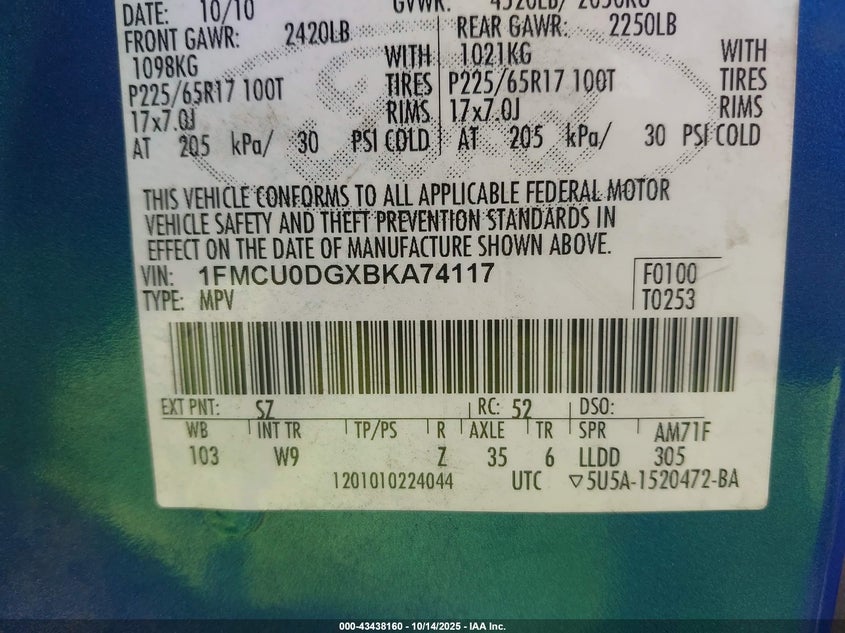 DATE: 10/10 GVWR: 4520LB/ 2050KG
FRONT GAWR: 2420LB REAR GAWR: 2250LB
1098KG WITH 1021KG WITH
P225/65R17 100T TIRES P225/65R17 100T TIRES
17x7.0J RIMS 17x7.0J RIMS
AT 205 kPa/ 30 PSI COLD AT 205 kPa/ 30 PSI COLD
Ford
THIS VEHICLE CONFORMS TO ALL APPLICABLE FEDERAL MOTOR
VEHICLE SAFETY AND THEFT PREVENTION STANDARDS IN
EFFECT ON THE DATE OF MANUFACTURE SHOWN ABOVE.
VIN: 1FMCU0DGXBKA74117 F0100
TYPE: MPV T0253
EXT PNT: SZ RC: 52 DSO:
WB INT TR TP/PS R AXLE TR SPR AM71F
103 W9 Z 35 6 LLDD 305
1201010224044 UTC ▽5U5A-1520472-BA
000-43438160 - 10/14/2025 - IAA Inc.